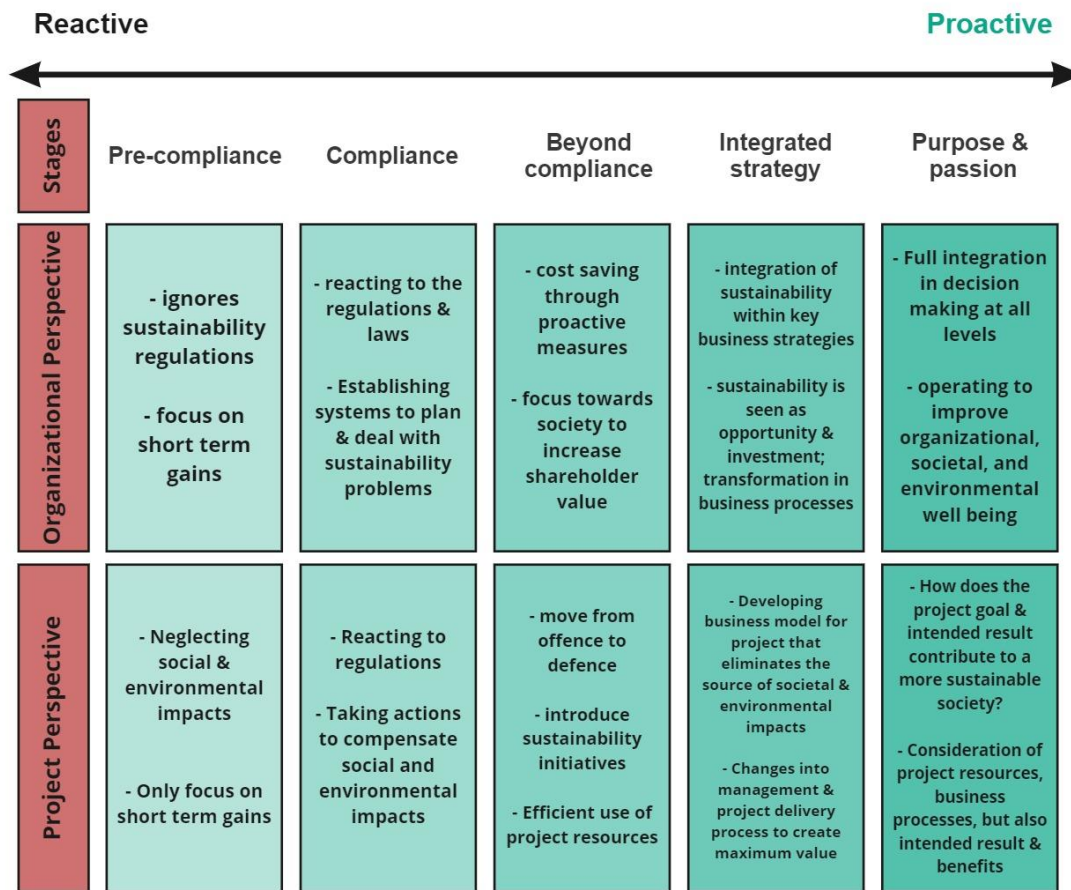 Reactive
Proactive
Stages
Pre-compliance
Compliance
Beyond
compliance
Integrated
strategy
Purpose &
passion
Organizational Perspective
- ignores
sustainability
regulations
- focus on
short term
gains
- reacting to the
regulations &
laws
- Establishing
systems to plan
& deal with
sustainability
problems
- cost saving
through
proactive
measures
- focus towards
society to
increase
shareholder
value
- integration of
sustainability
within key
business strategies
- sustainability is
seen as
opportunity &
investment;
transformation in
business processes
- Full integration
in decision
making at all
levels
- operating to
improve
organizational,
societal, and
environmental
well being
Project Perspective
- Neglecting
social &
environmental
impacts
- Only focus on
short term gains
- Reacting to
regulations
- Taking actions
to compensate
social and
environmental
impacts
- move from
offence to
defence
- introduce
sustainability
initiatives
- Efficient use of
project resources
- Developing
business model for
project that
eliminates the
source of societal &
environmental
impacts
- Changes into
management &
project delivery
process to create
maximum value
- How does the
project goal &
intended result
contribute to a
more sustainable
society?
- Consideration of
project resources,
business
processes, but also
intended result &
benefits